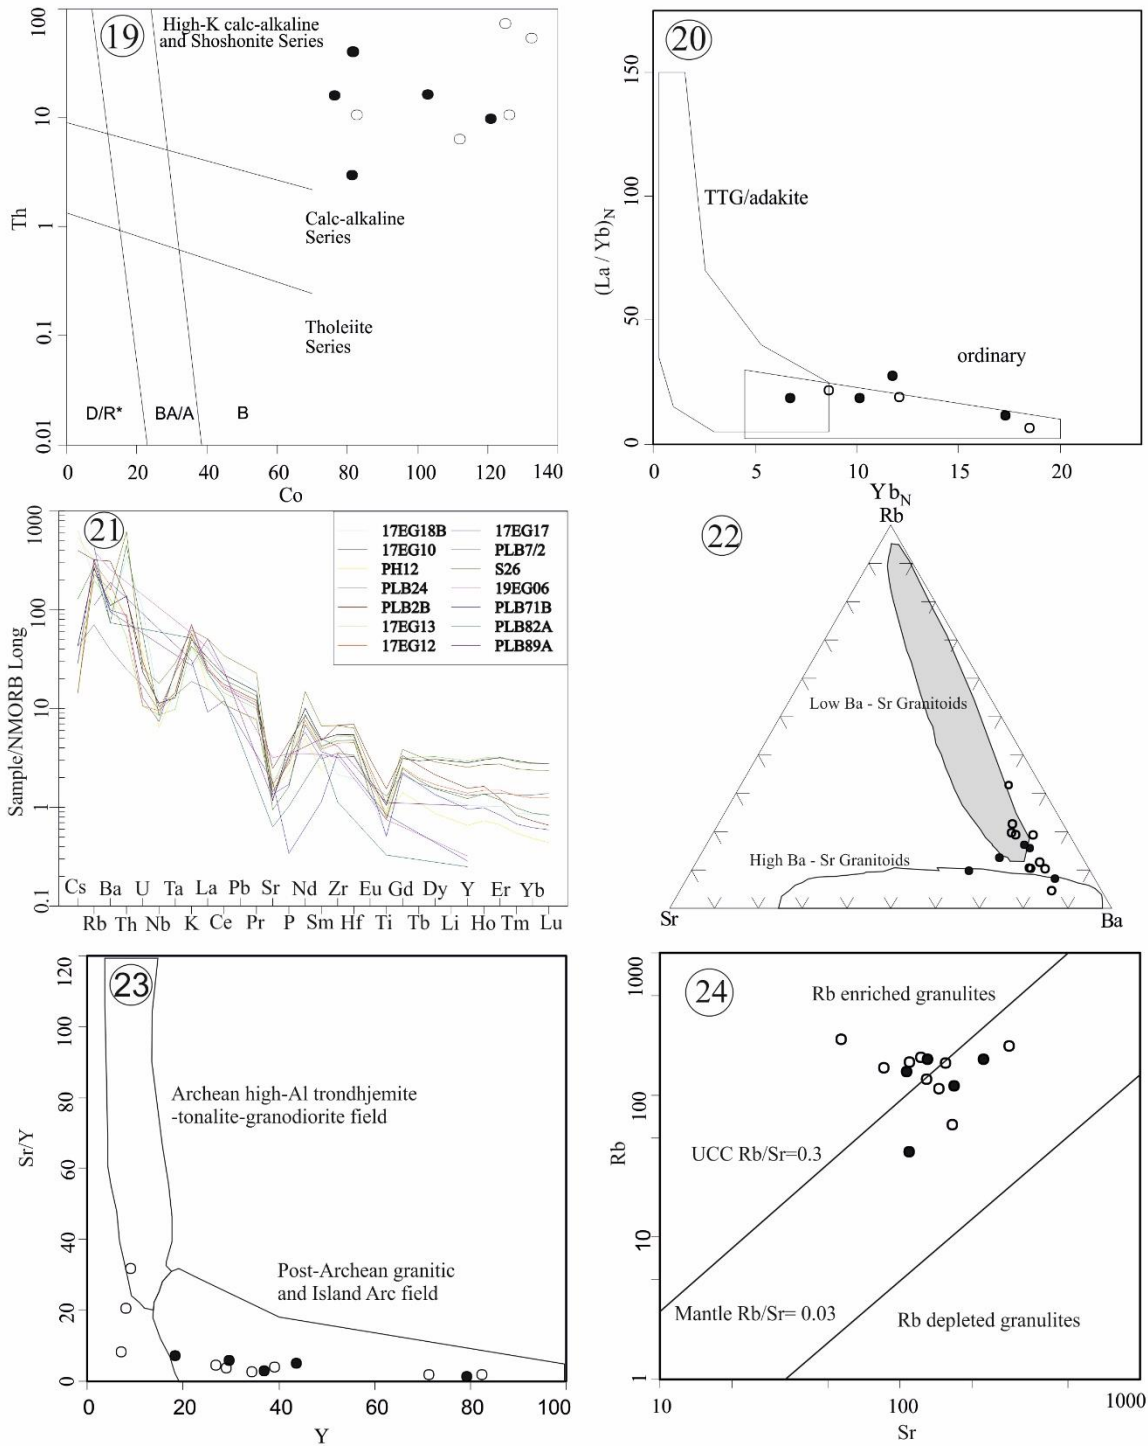 19
High-K calc-alkaline
and Shoshonite Series
Calc-alkaline
Series
Tholeiite
Series
D/R*
BA/A
B
Th
100
10
1
0.1
0.01
0 20 40 60 80 100 120 140
Co
20
TTG/adakite
ordinary
(La / Yb)N
150
100
50
0
0 5 10 15 20
YbN
21
Sample/NMORB Long
1000
100
10
1
0.1
17EG18B 17EG17
17EG10 PLB7/2
PH12 S26
PLB24 19EG06
PLB2B PLB71B
17EG13 PLB82A
17EG12 PLB89A
Cs Ba U Ta La Pb Sr Nd Zr Eu Gd Dy Y Er Yb
Rb Th Nb K Ce Pr P Sm Hf Ti Tb Li Ho Tm Lu
22
Rb
Low Ba - Sr Granitoids
High Ba - Sr Granitoids
Sr
Ba
23
Archean high-Al trondhjemite
-tonalite-granodiorite field
Post-Archean granitic
and Island Arc field
Sr/Y
120
100
80
60
40
20
0
0 20 40 60 80 100
Y
24
Rb enriched granulites
UCC Rb/Sr=0.3
Mantle Rb/Sr= 0.03
Rb depleted granulites
Rb
1000
100
10
1
10 100 1000
Sr